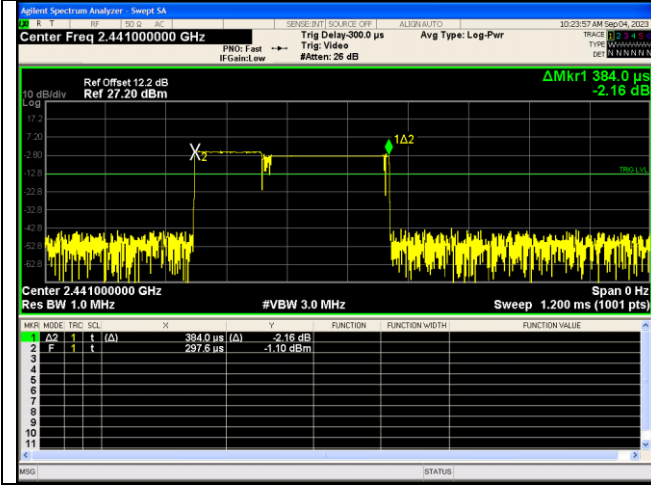 Agilent Spectrum Analyzer - Swept SA
R T RF 50 Ω AC SENSE:INT SOURCE OFF ALIGN AUTO 10:23:57 AM Sep 04, 2023
Center Freq 2.441000000 GHz Trig Delay-300.0 µs Avg Type: Log-Pwr TRACE 1 2 3 4 5 6
PNO: Fast Trig: Video TYPE WWWWWW
IFGain:Low #Atten: 26 dB DET N N N N N N
ΔMkr1 384.0 µs
Ref Offset 12.2 dB -2.16 dB
10 dB/div Ref 27.20 dBm
Log
17.2
7.20
1Δ2
2
-2.80
TRIG LVL
-12.8
-22.8
-32.8
-42.8
-52.8
-62.8
Center 2.441000000 GHz Span 0 Hz
Res BW 1.0 MHz #VBW 3.0 MHz Sweep 1.200 ms (1001 pts)
MKR MODE TRC SCL X Y FUNCTION FUNCTION WIDTH FUNCTION VALUE
1 Δ2 1 t (Δ) 384.0 µs (Δ) -2.16 dB
2 F 1 t 297.6 µs -1.10 dBm
3
4
5
6
7
8
9
10
11
MSG STATUS